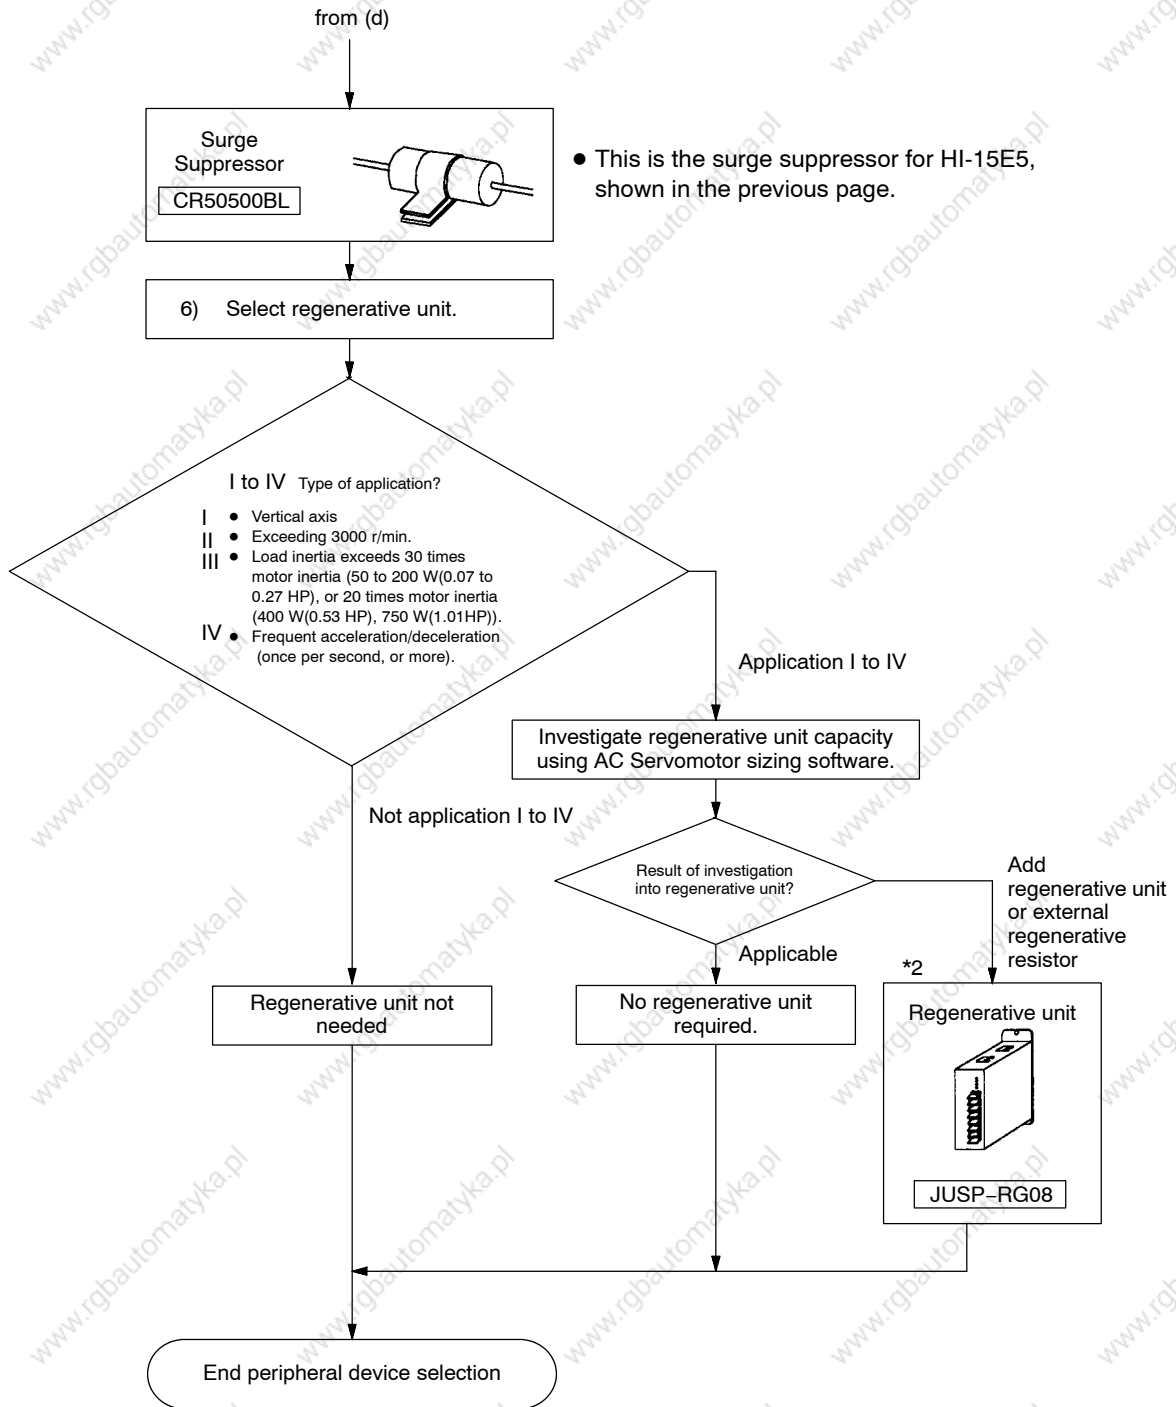 from (d)
Surge
Suppressor
CR50500BL
● This is the surge suppressor for HI-15E5,
shown in the previous page.
6) Select regenerative unit.
I to IV Type of application?
I ● Vertical axis
II ● Exceeding 3000 r/min.
III ● Load inertia exceeds 30 times
motor inertia (50 to 200 W(0.07 to
0.27 HP), or 20 times motor inertia
(400 W(0.53 HP), 750 W(1.01HP)).
IV ● Frequent acceleration/deceleration
(once per second, or more).
Application I to IV
Investigate regenerative unit capacity
using AC Servomotor sizing software.
Not application I to IV
Result of investigation
into regenerative unit?
Add
regenerative unit
or external
regenerative
resistor
Applicable
*2
Regenerative unit not
needed
No regenerative unit
required.
Regenerative unit
JUSP−RG08
End peripheral device selection
www.rgbautomatyka.pl